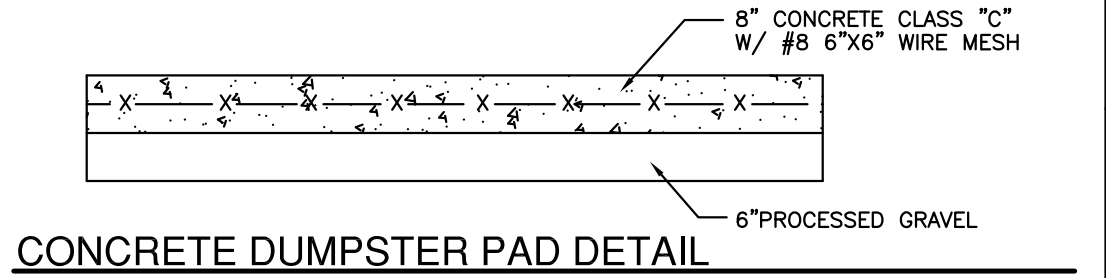 8" CONCRETE CLASS "C"
W/ #8 6"X6" WIRE MESH
X X X X X X X X
6"PROCESSED GRAVEL
CONCRETE DUMPSTER PAD DETAIL